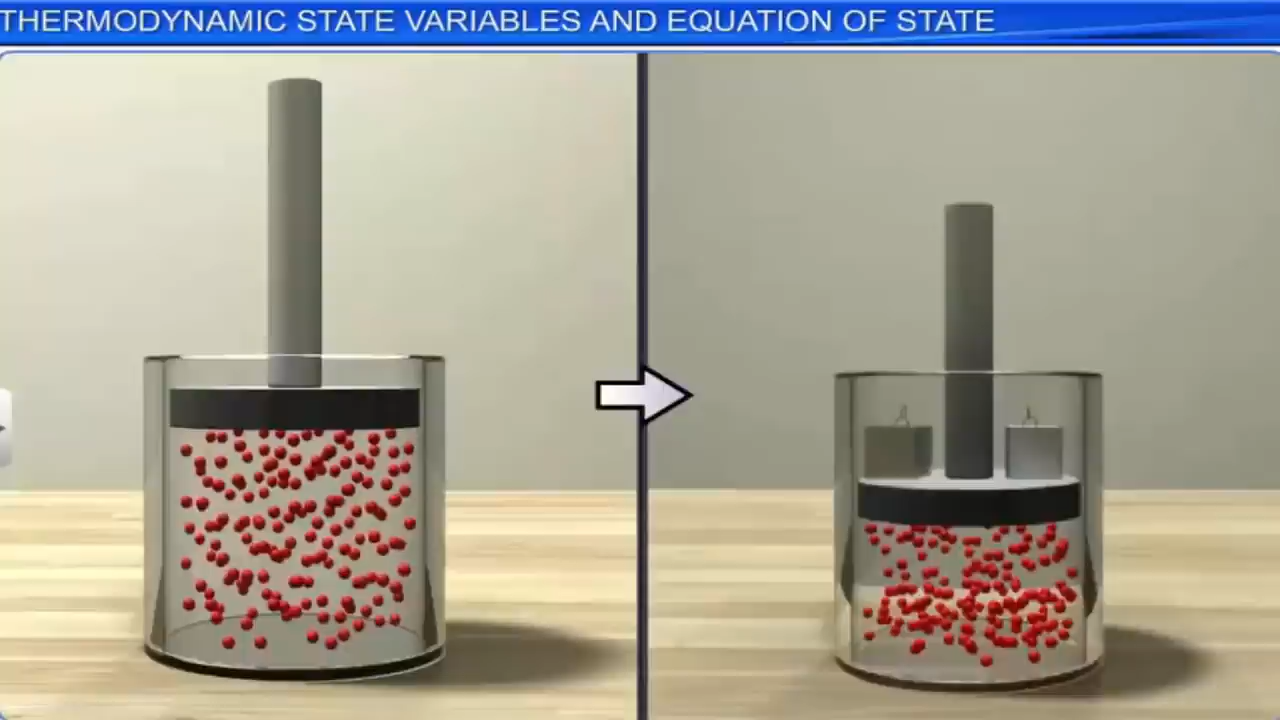 THERMODYNAMIC STATE VARIABLES AND EQUATION OF STATE